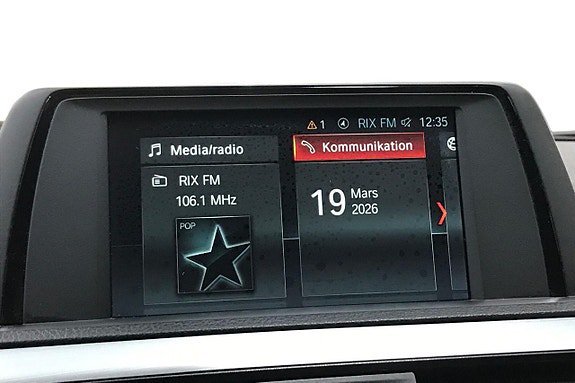 1 RIX FM 12:35
Media/radio
RIX FM
106.1 MHz
POP
Kommunikation
19 Mars
2026